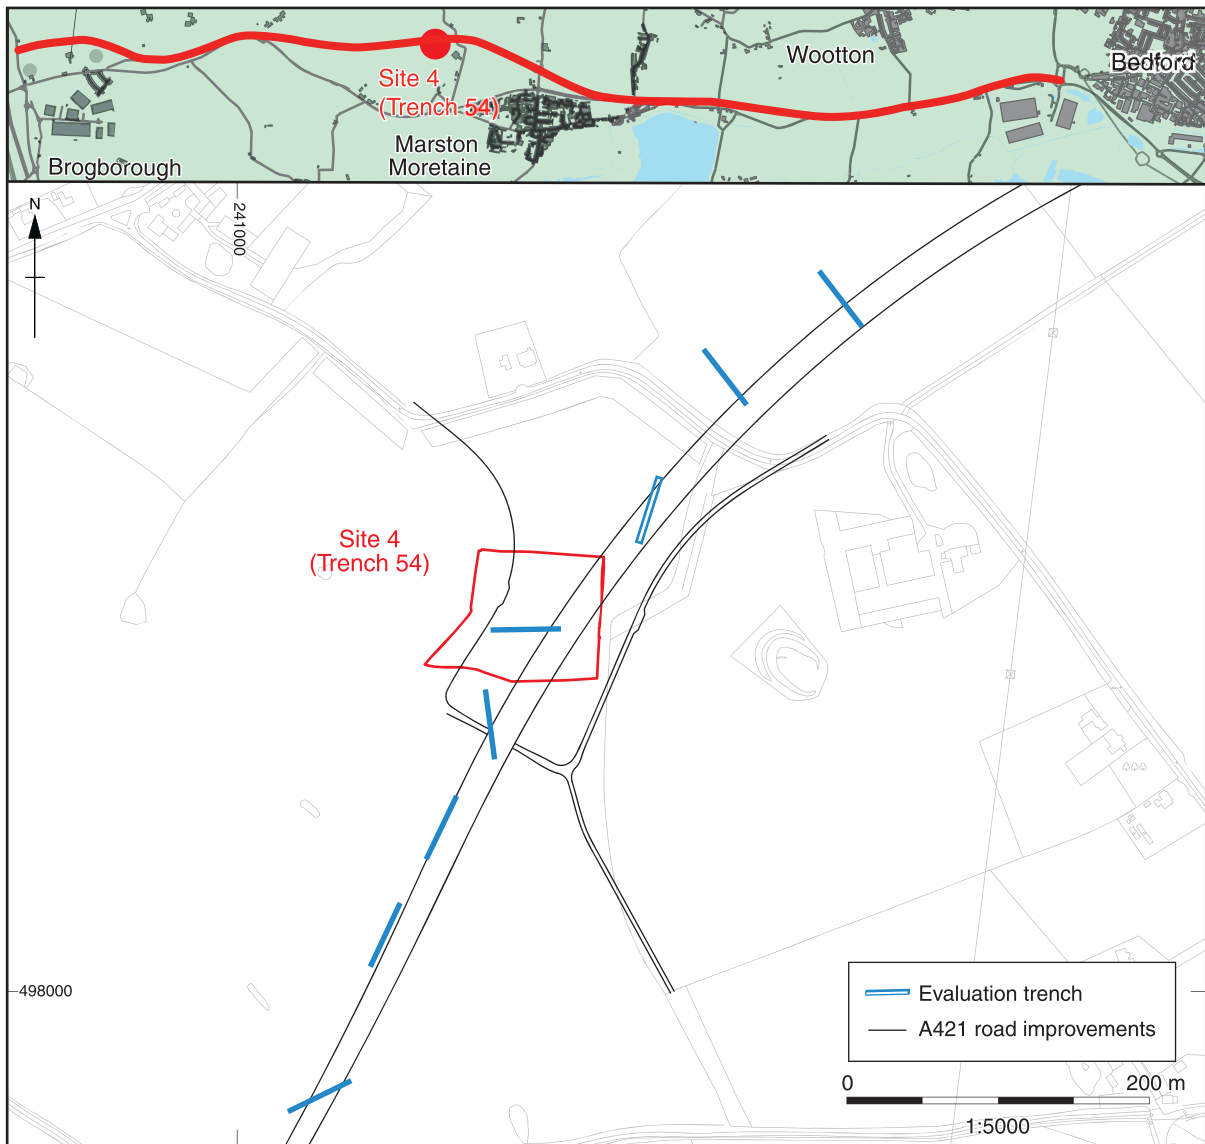 Wootton
Bedford
Site 4
(Trench 54)
Marston
Moretaine
Brogborough
N
241000
Site 4
(Trench 54)
498000
Evaluation trench
A421 road improvements
0 200 m
1:5000